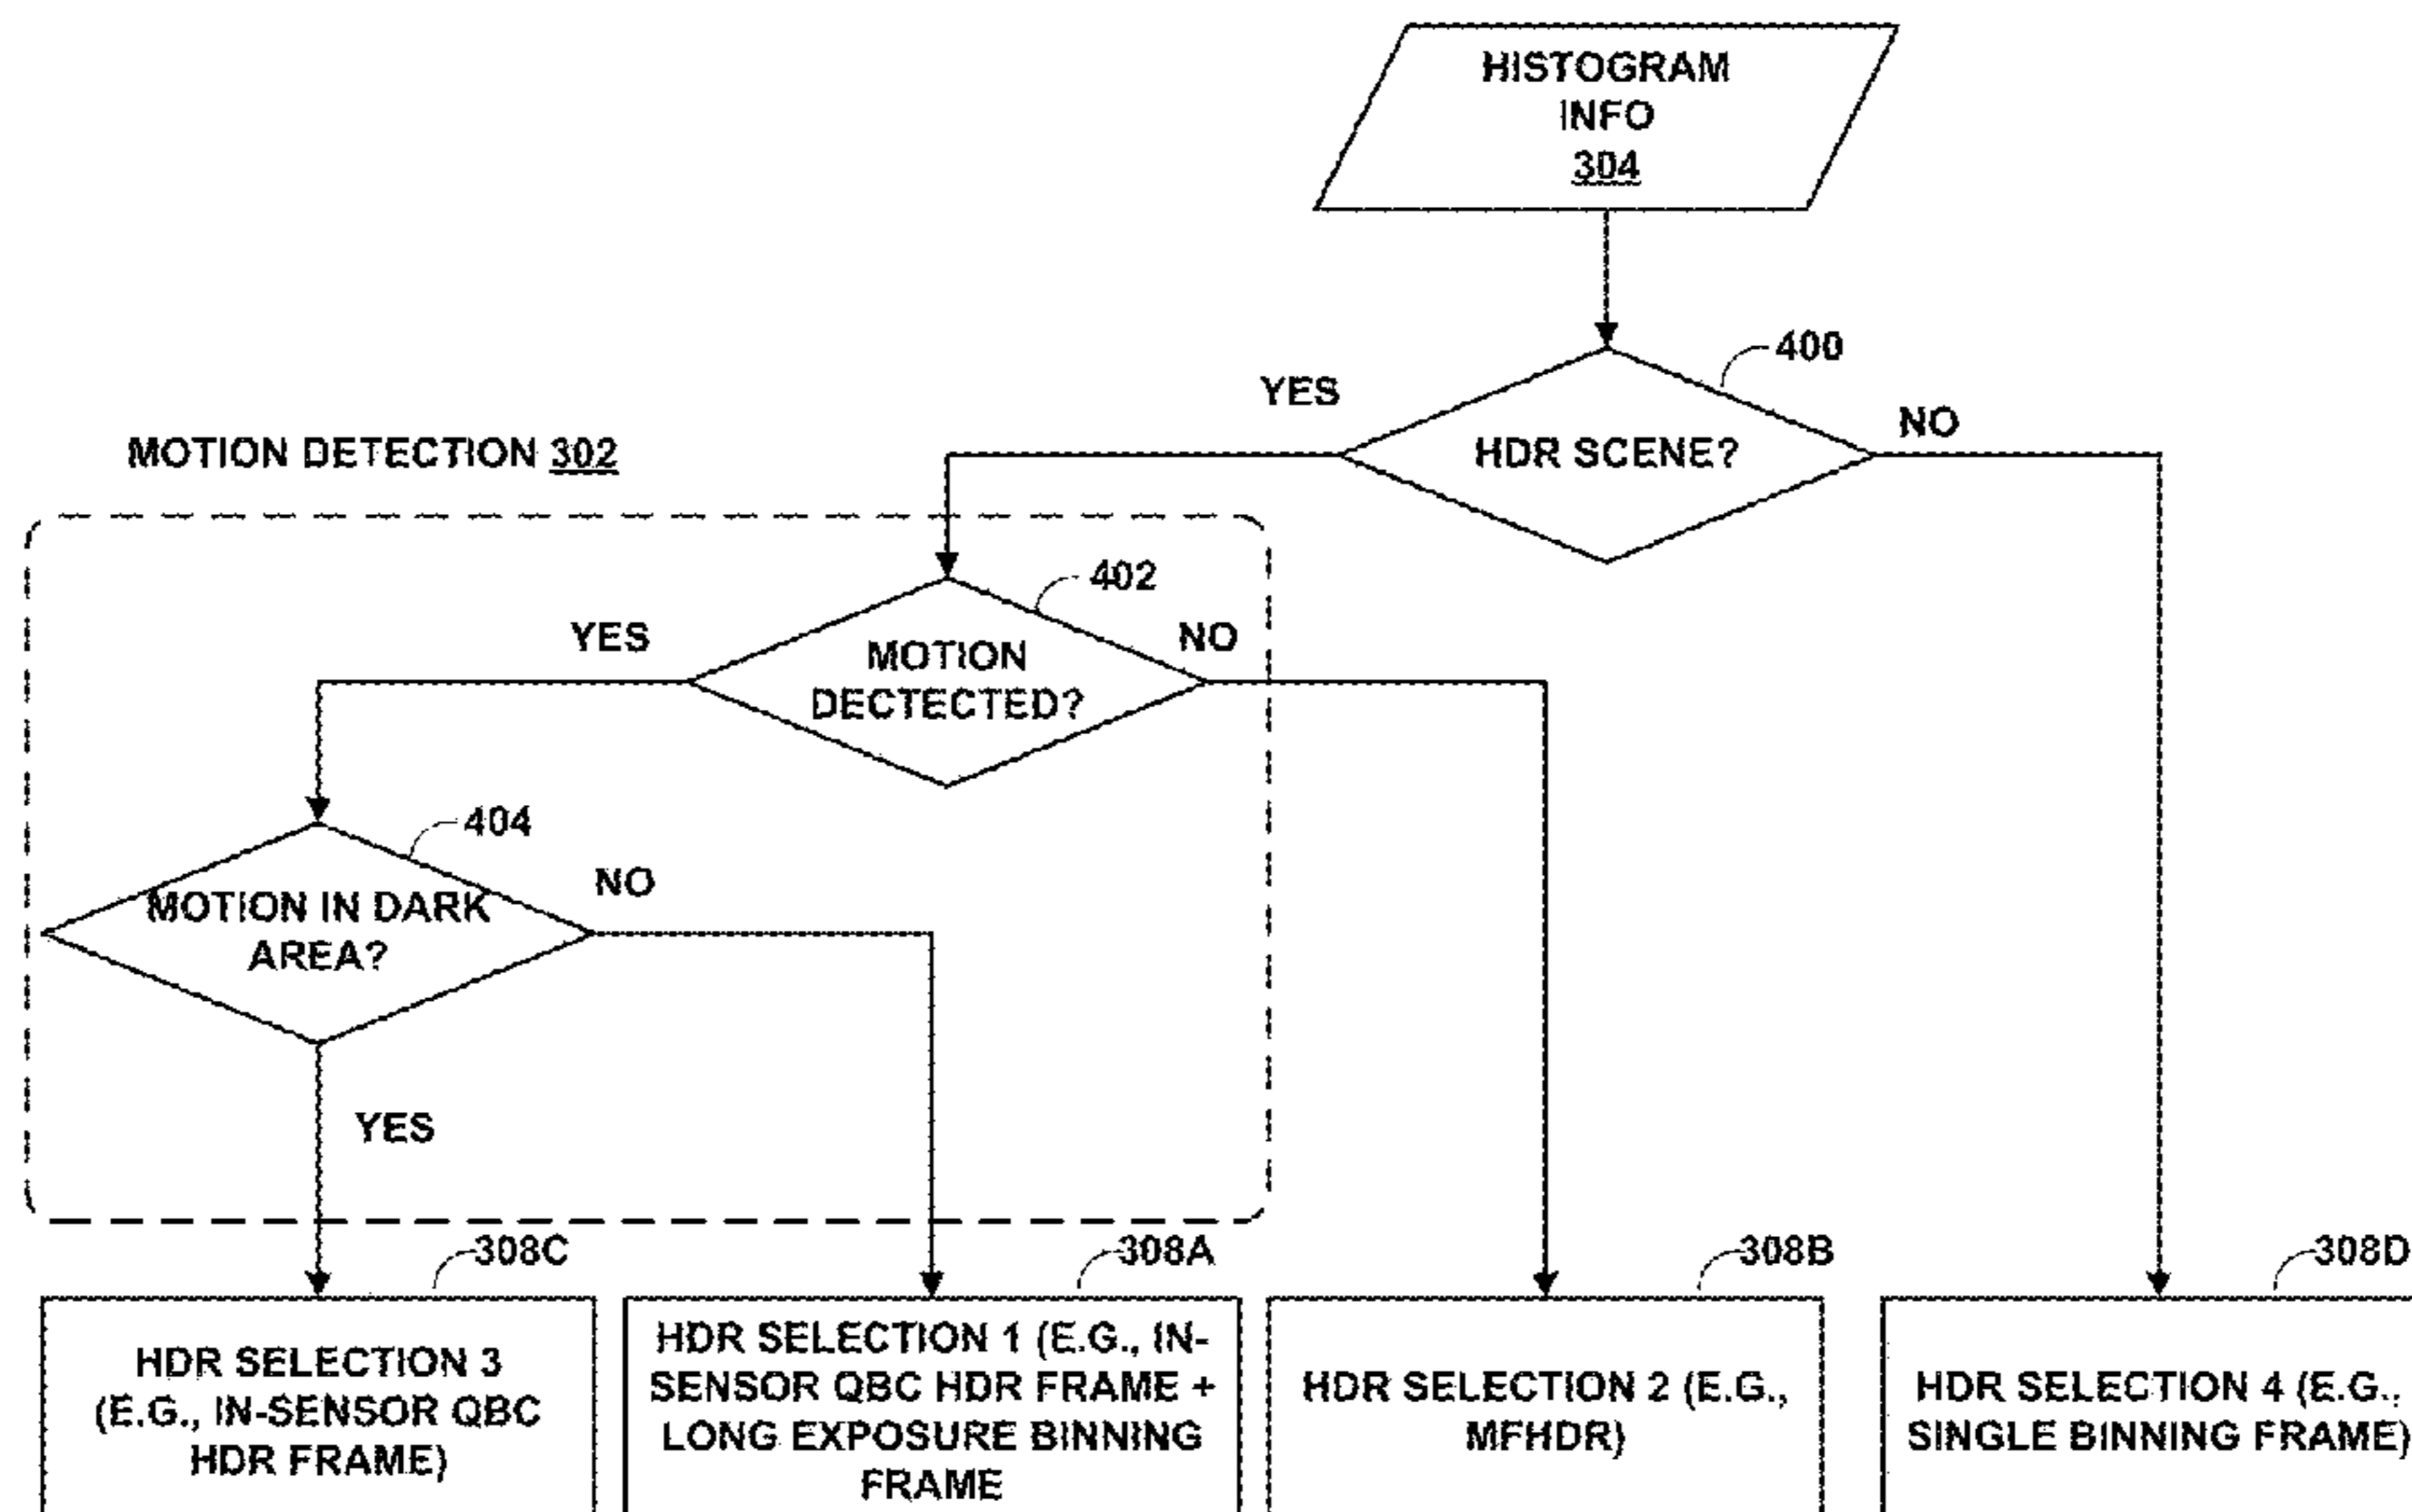 HISTOGRAM
INFO
304
400
YES
NO
HDR SCENE?
MOTION DETECTION 302
402
YES
NO
MOTION
DECTECTED?
404
NO
MOTION IN DARK
AREA?
YES
308C
308A
308B
308D
HDR SELECTION 3
(E.G., IN-SENSOR QBC
HDR FRAME)
HDR SELECTION 1 (E.G., IN-
SENSOR QBC HDR FRAME +
LONG EXPOSURE BINNING
FRAME
HDR SELECTION 2 (E.G.,
MFHDR)
HDR SELECTION 4 (E.G.,
SINGLE BINNING FRAME)